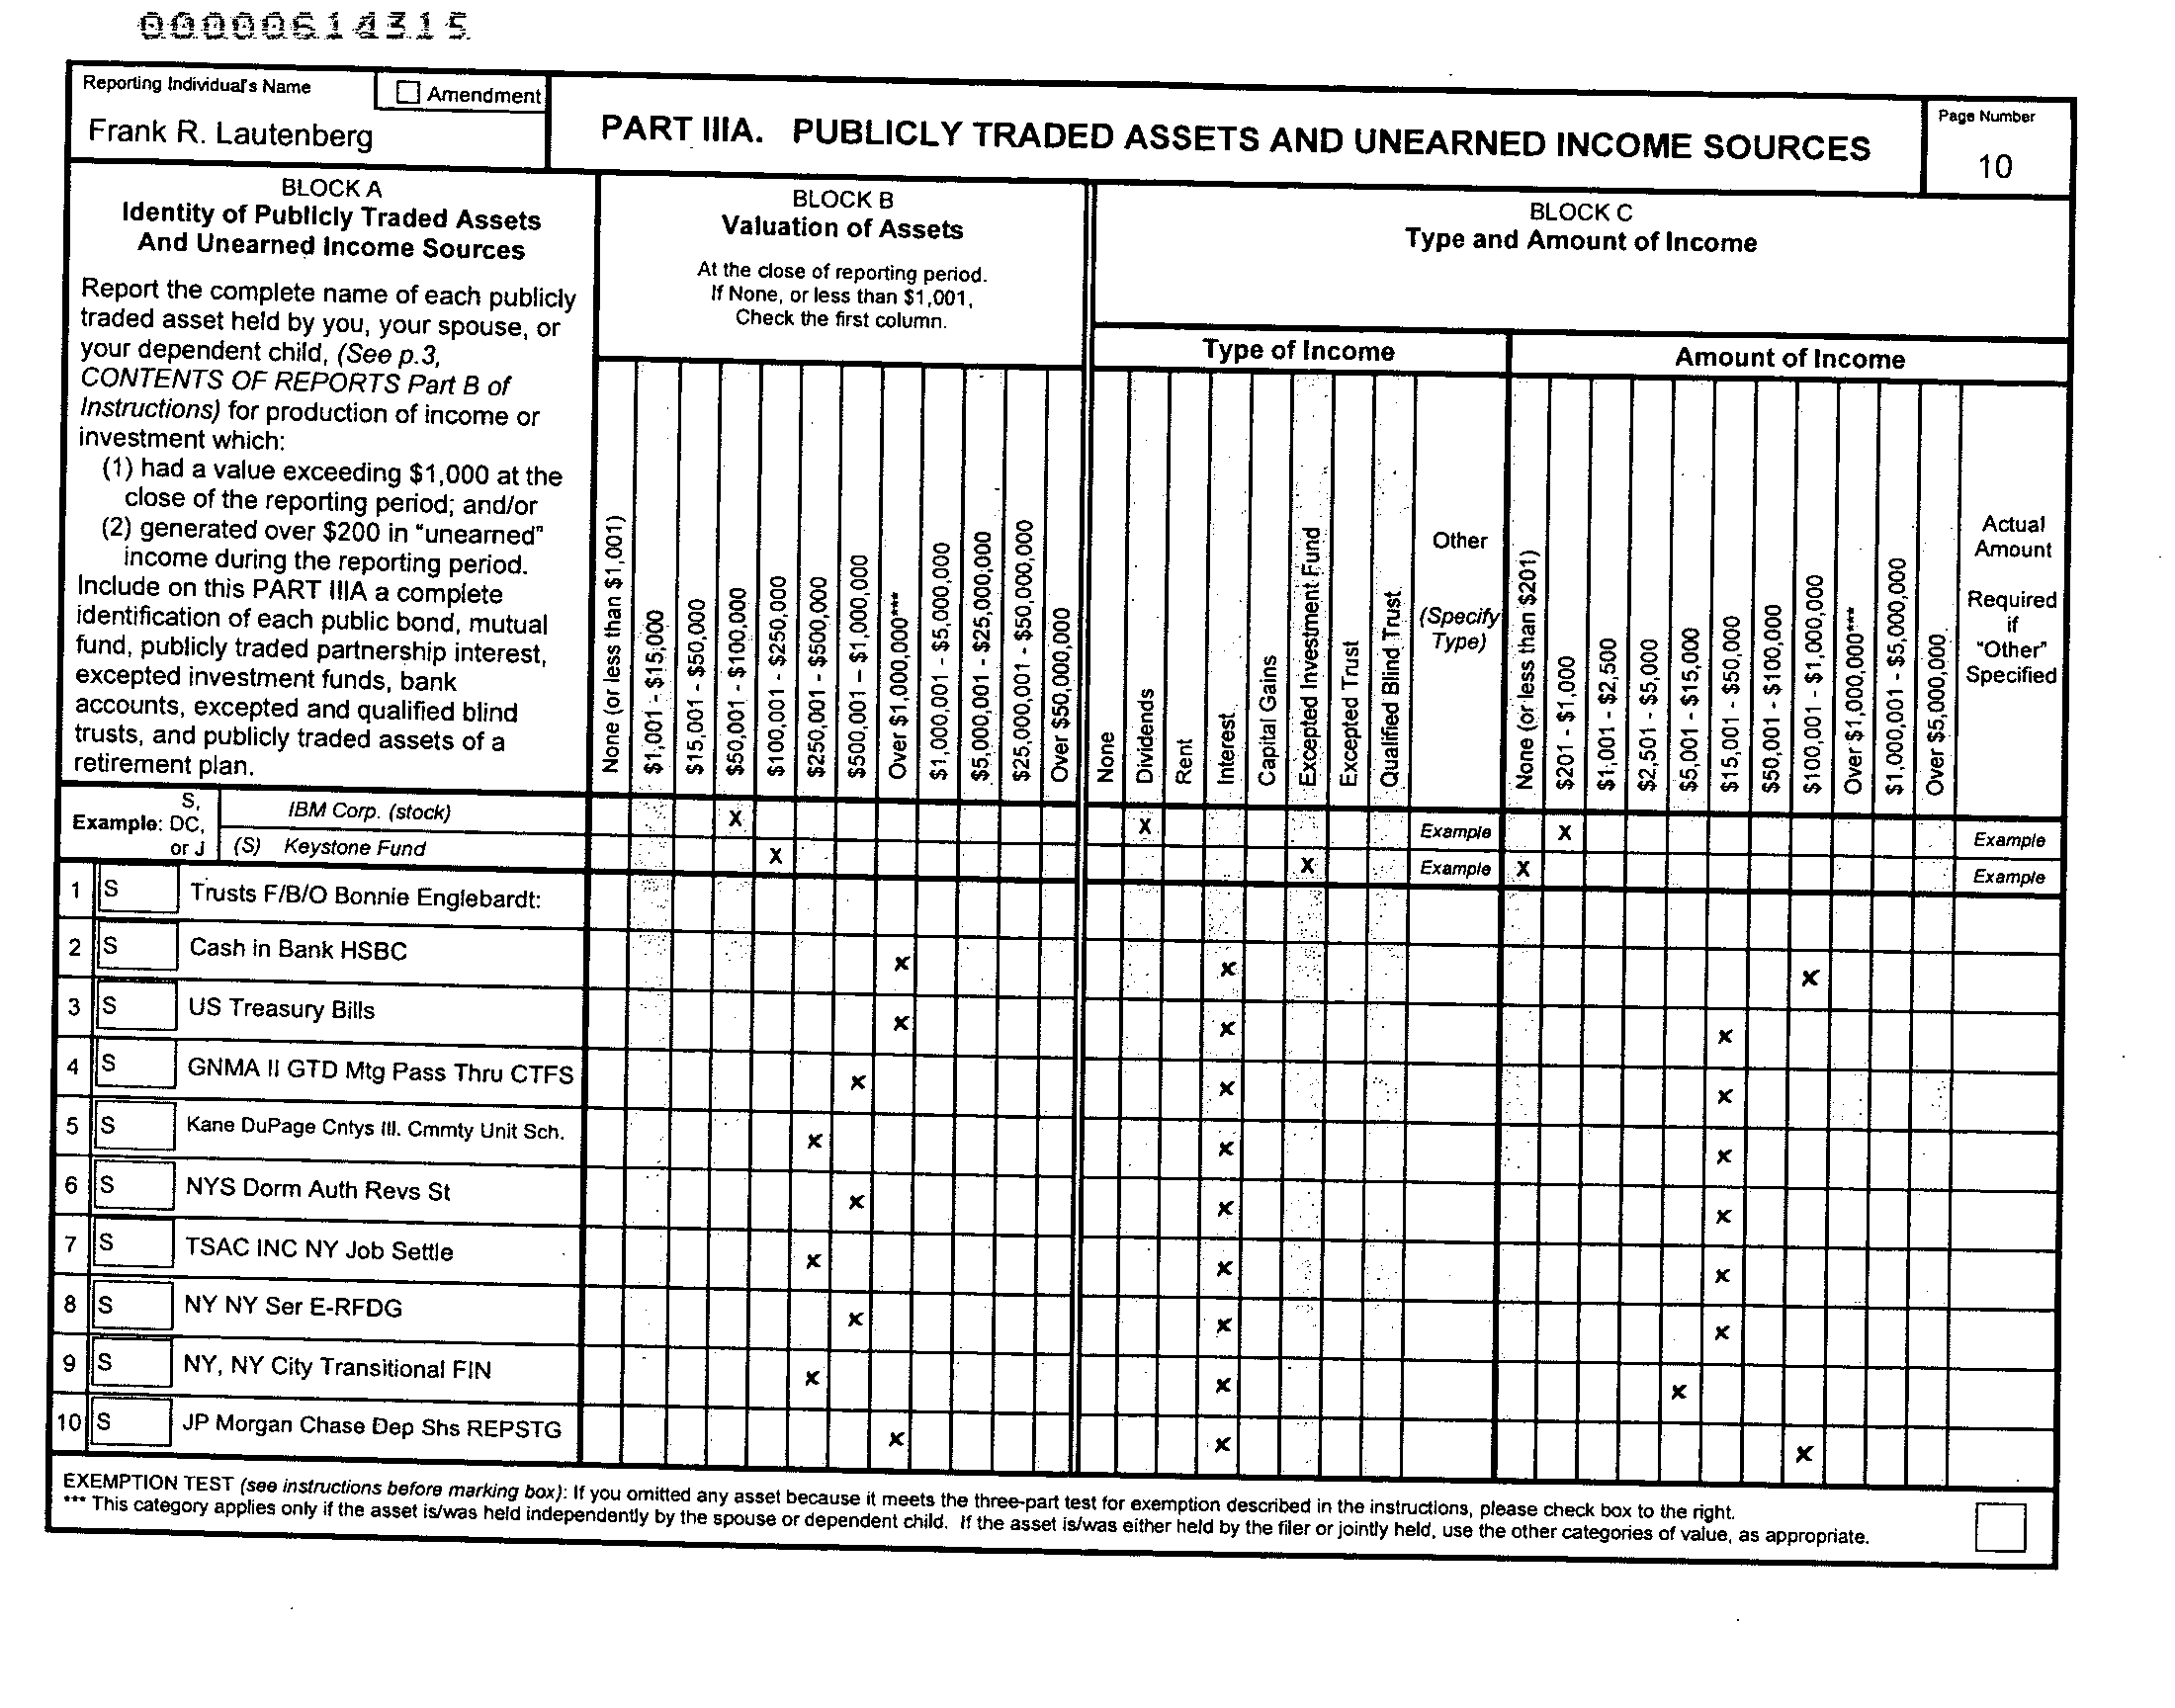 00000614315
Reporting Individual's Name
Amendment
Frank R. Lautenberg
PART IIIA. PUBLICLY TRADED ASSETS AND UNEARNED INCOME SOURCES
Page Number
10
BLOCK A
Identity of Publicly Traded Assets
And Unearned Income Sources
Report the complete name of each publicly
traded asset held by you, your spouse, or
your dependent child, (See p.3,
CONTENTS OF REPORTS Part B of
Instructions) for production of income or
investment which:
(1) had a value exceeding $1,000 at the
close of the reporting period; and/or
(2) generated over $200 in "unearned"
income during the reporting period.
Include on this PART IIIA a complete
identification of each public bond, mutual
fund, publicly traded partnership interest,
excepted investment funds, bank
accounts, excepted and qualified blind
trusts, and publicly traded assets of a
retirement plan.
BLOCK B
Valuation of Assets
At the close of reporting period.
If None, or less than $1,001,
Check the first column.
None (or less than $1,001)
$1,001 - $15,000
$15,001 - $50,000
$50,001 - $100,000
$100,001 - $250,000
$250,001 - $500,000
$500,001 – $1,000,000
Over $1,000,000***
$1,000,001 - $5,000,000
$5,000,001 - $25,000,000
$25,000,001 - $50,000,000
Over $50,000,000
BLOCK C
Type and Amount of Income
Type of Income
None
Dividends
Rent
Interest
Capital Gains
Excepted Investment Fund
Excepted Trust
Qualified Blind Trust
Other
(Specify
Type)
Amount of Income
None (or less than $201)
$201 - $1,000
$1,001 - $2,500
$2,501 - $5,000
$5,001 - $15,000
$15,001 - $50,000
$50,001 - $100,000
$100,001 - $1,000,000
Over $1,000,000***
$1,000,001 - $5,000,000
Over $5,000,000
Actual
Amount
Required
if
"Other"
Specified
Example: S, DC, or J
IBM Corp. (stock) X X Example X Example
(S) Keystone Fund X X Example X Example
1 S Trusts F/B/O Bonnie Englebardt:
2 S Cash in Bank HSBC x x x
3 S US Treasury Bills x x x
4 S GNMA II GTD Mtg Pass Thru CTFS x x x
5 S Kane DuPage Cntys Ill. Cmmty Unit Sch. x x x
6 S NYS Dorm Auth Revs St x x x
7 S TSAC INC NY Job Settle x x x
8 S NY NY Ser E-RFDG x x x
9 S NY, NY City Transitional FIN x x x
10 S JP Morgan Chase Dep Shs REPSTG x x x
EXEMPTION TEST (see instructions before marking box): If you omitted any asset because it meets the three-part test for exemption described in the instructions, please check box to the right.
*** This category applies only if the asset is/was held independently by the spouse or dependent child. If the asset is/was either held by the filer or jointly held, use the other categories of value, as appropriate.